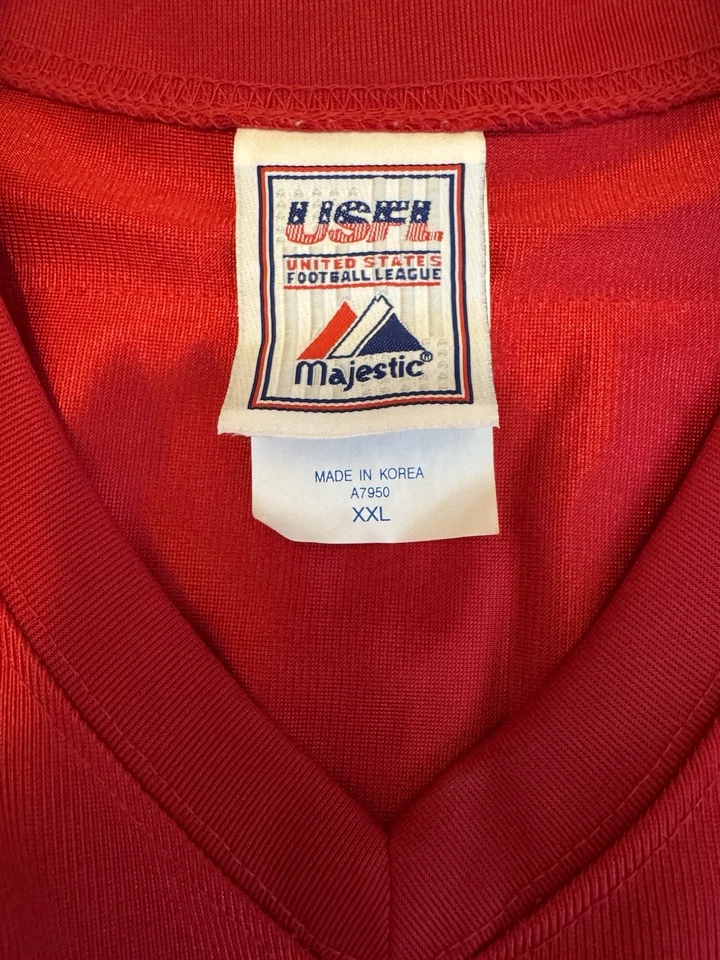 USFL
UNITED STATES
FOOTBALL LEAGUE
Majestic®
MADE IN KOREA
A7950
XXL